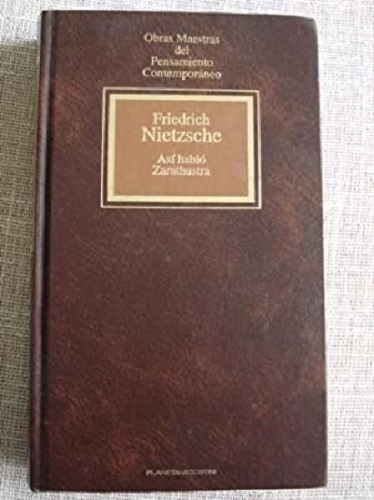 Obras Maestras
del
Pensamiento
Contemporáneo
Friedrich
Nietzsche
Así habló
Zarathustra
PLANETA-AGOSTINI